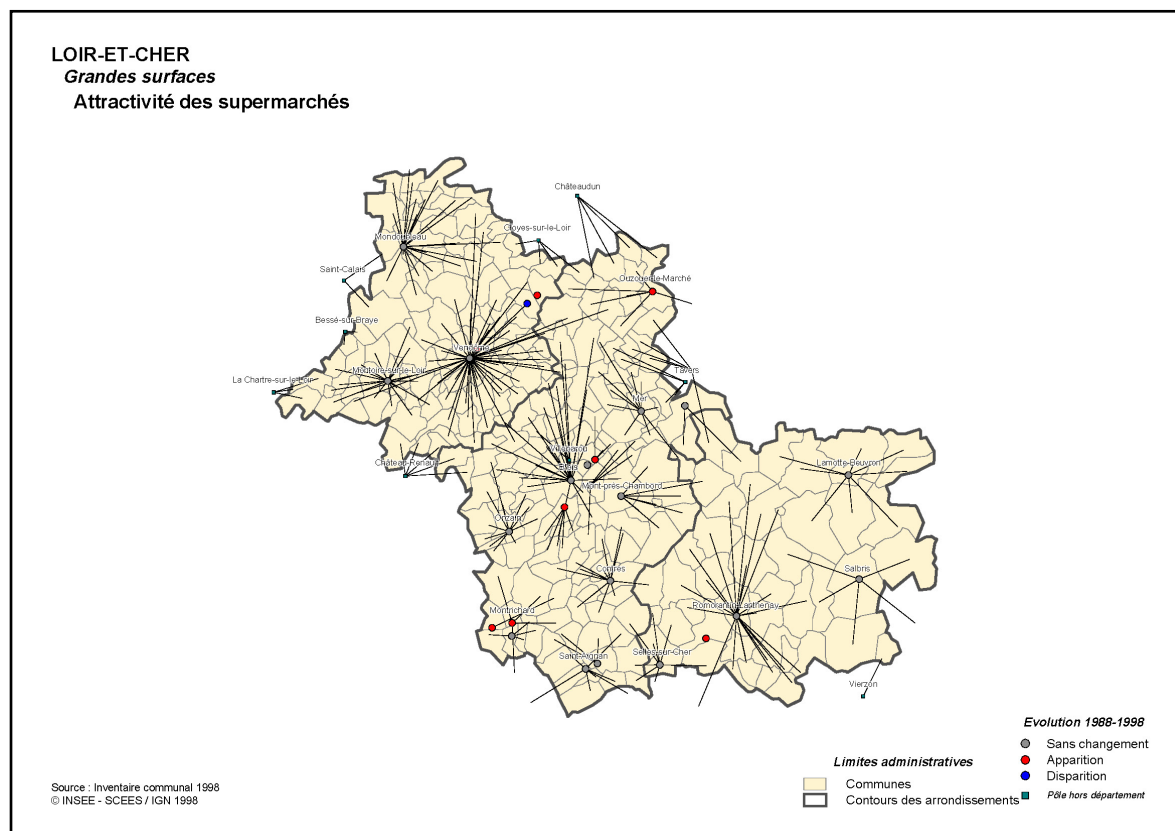 LOIR-ET-CHER
Grandes surfaces
Attractivité des supermarchés
Châteaudun
Cloyes-sur-le-Loir
Mondoubleau
Saint-Calais
Ouzouer-le-Marché
Bessé-sur-Braye
Vendôme
Montoire-sur-le-Loir
La Chartre-sur-le-Loir
Tavers
Mer
Villebarou
Château-Renault
Blois
Lamotte-Beuvron
Mont-près-Chambord
Onzain
Contres
Salbris
Montrichard
Romorantin-Lanthenay
Saint-Aignan
Selles-sur-Cher
Vierzon
Evolution 1988-1998
Sans changement
Apparition
Disparition
Pôle hors département
Limites administratives
Communes
Contours des arrondissements
Source : Inventaire communal 1998
© INSEE - SCEES / IGN 1998